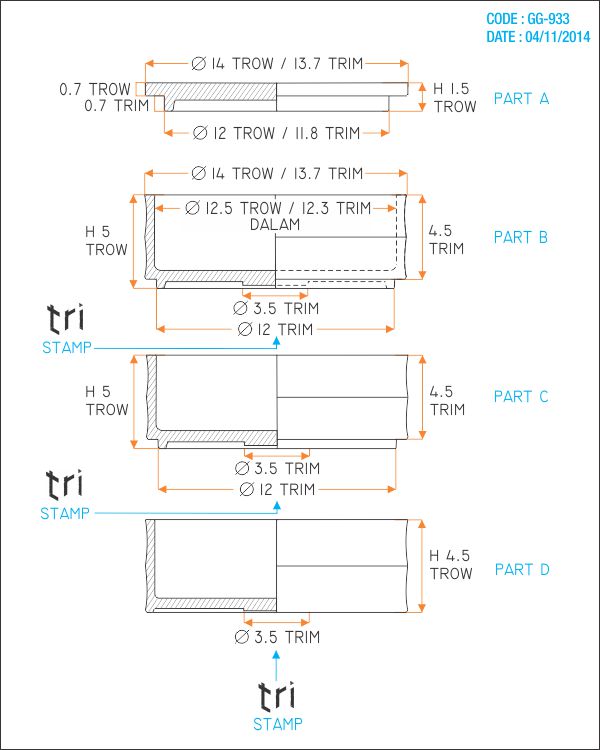 CODE : GG-933
DATE : 04/11/2014
Ø 14 TROW / 13.7 TRIM
0.7 TROW
0.7 TRIM
H 1.5
TROW
PART A
Ø 12 TROW / 11.8 TRIM
Ø 14 TROW / 13.7 TRIM
Ø 12.5 TROW / 12.3 TRIM
DALAM
H 5
TROW
4.5
TRIM
PART B
Ø 3.5 TRIM
Ø 12 TRIM
tri
STAMP
H 5
TROW
4.5
TRIM
PART C
Ø 3.5 TRIM
Ø 12 TRIM
tri
STAMP
H 4.5
TROW
PART D
Ø 3.5 TRIM
tri
STAMP